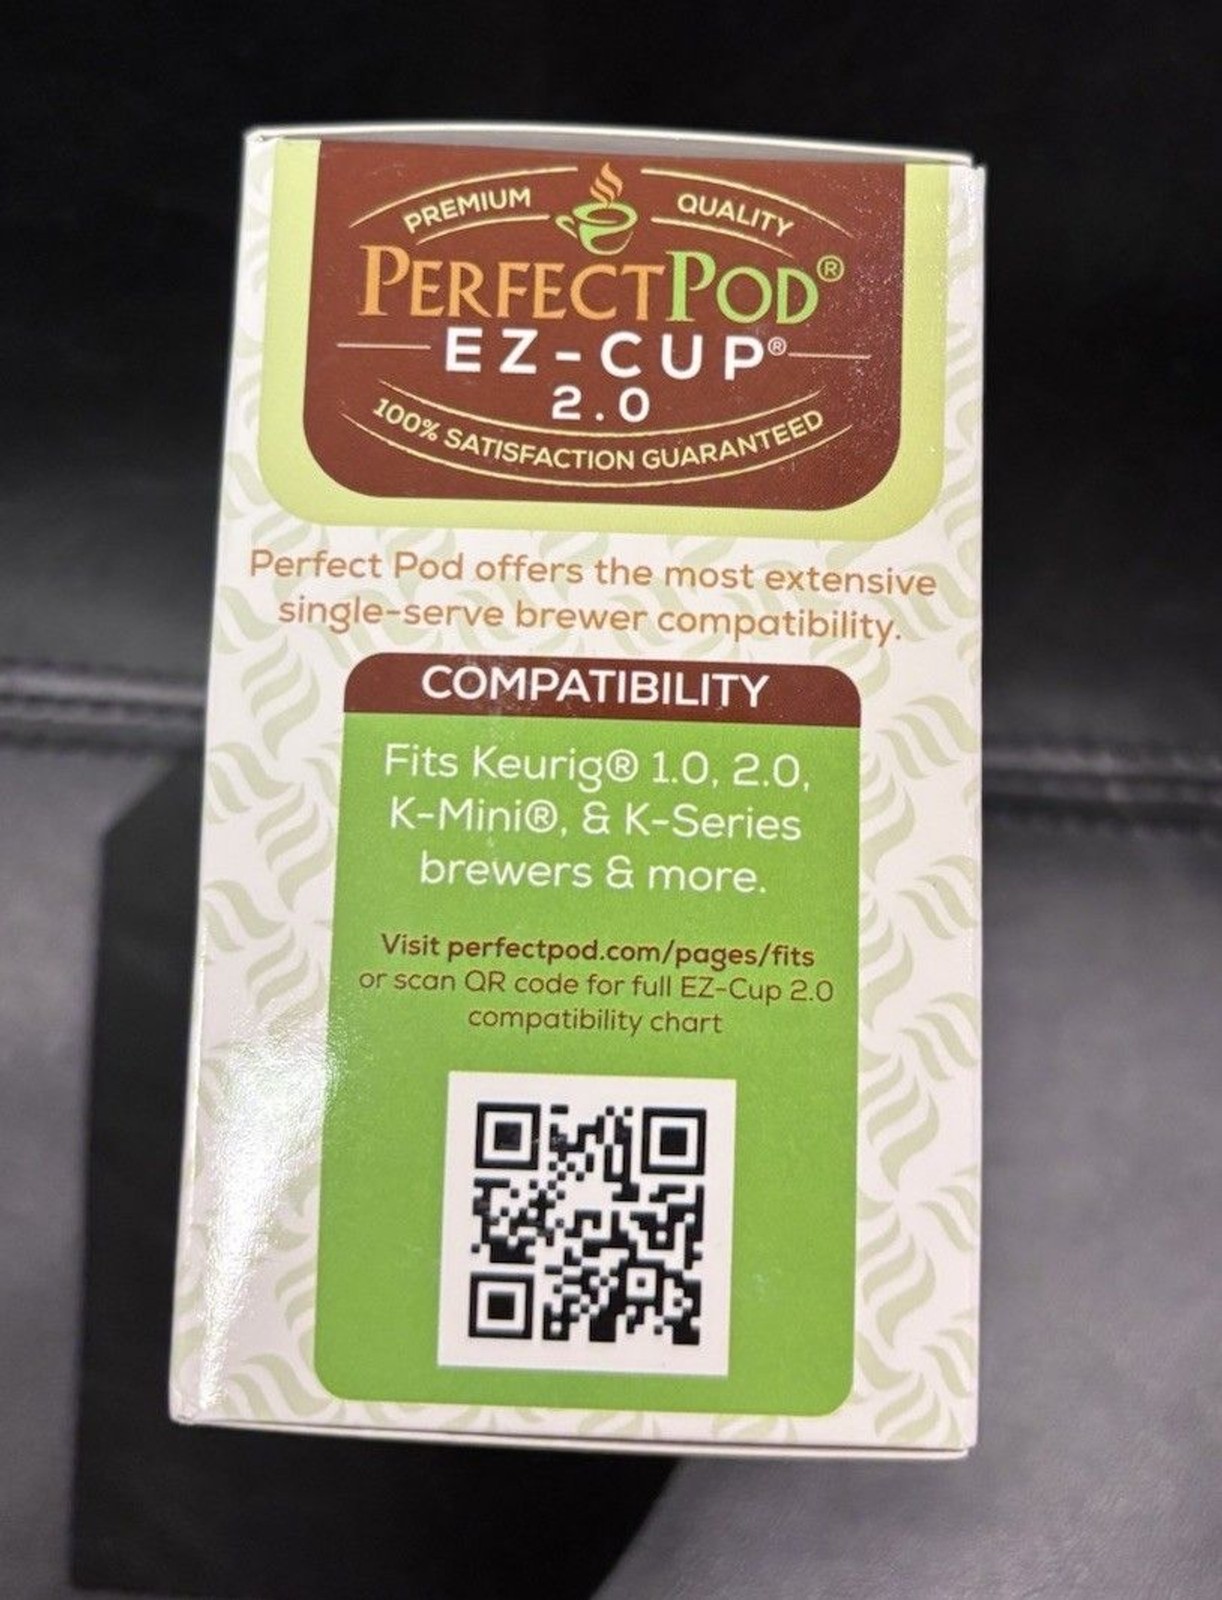 PREMIUM QUALITY
PERFECTPOD®
EZ-CUP®
2.0
100% SATISFACTION GUARANTEED
Perfect Pod offers the most extensive
single-serve brewer compatibility.
COMPATIBILITY
Fits Keurig® 1.0, 2.0,
K-Mini®, & K-Series
brewers & more.
Visit perfectpod.com/pages/fits
or scan QR code for full EZ-Cup 2.0
compatibility chart